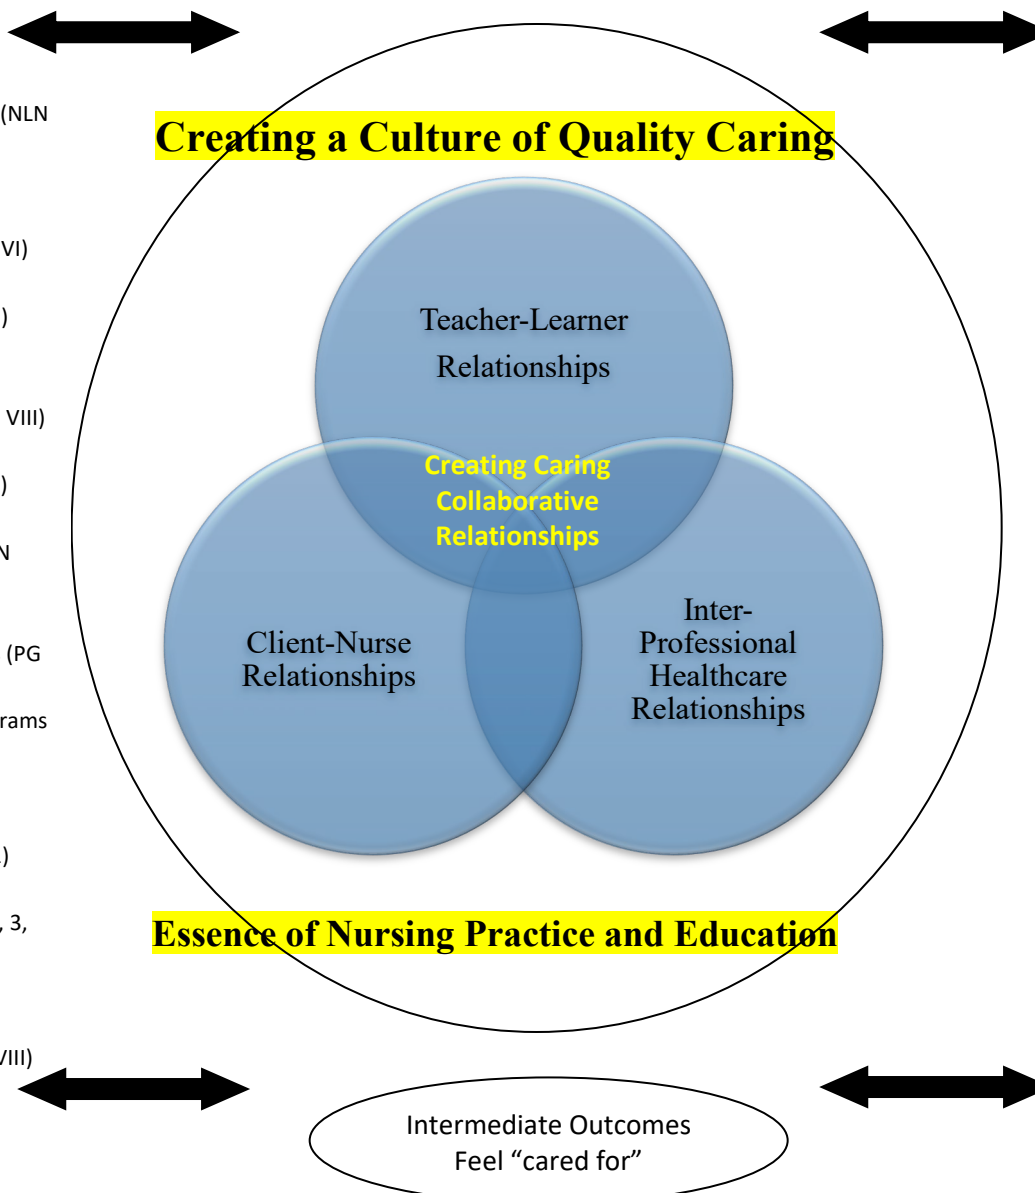 (NLN
Creating a Culture of Quality Caring
VI)
)
Teacher-Learner
Relationships
VIII)
Creating Caring
Collaborative
Relationships
)
N
Client-Nurse
Relationships
Inter-
Professional
Healthcare
Relationships
(PG
rams
)
, 3,
Essence of Nursing Practice and Education
VIII)
Intermediate Outcomes
Feel “cared for”